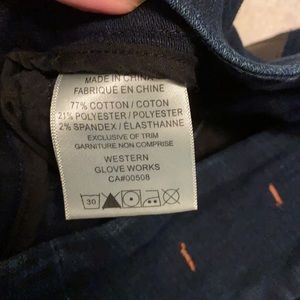 MADE IN CHINA
FABRIQUE EN CHINE
77% COTTON / COTON
21% POLYESTER / POLYESTER
2% SPANDEX / ÉLASTHANNE
EXCLUSIVE OF TRIM
GARNITURE NON COMPRISE
WESTERN
GLOVE WORKS
CA#00508
30